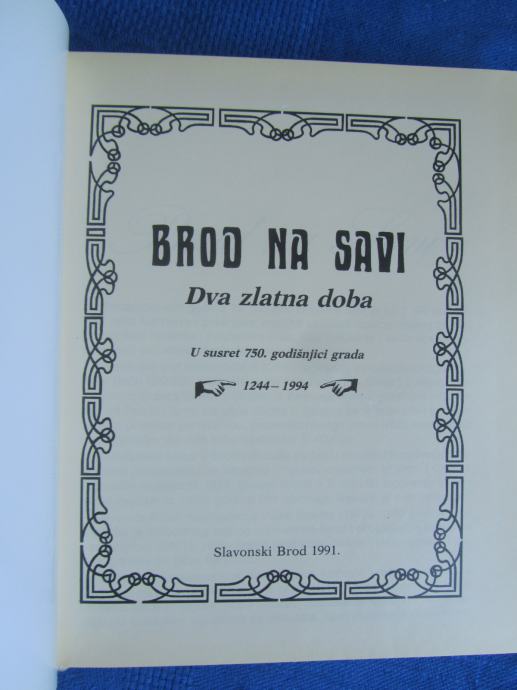 BROD NA SAVI
Dva zlatna doba
U susret 750. godišnjici grada
1244–1994
Slavonski Brod 1991.